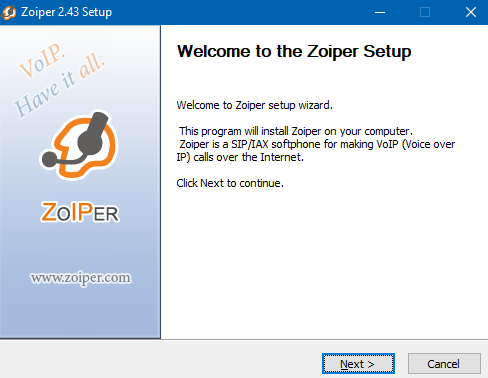 Zoiper 2.43 Setup
VoIP.
Have it all.
ZoIPER
www.zoiper.com
Welcome to the Zoiper Setup
Welcome to Zoiper setup wizard.
This program will install Zoiper on your computer.
Zoiper is a SIP/IAX softphone for making VoIP (Voice over
IP) calls over the Internet.
Click Next to continue.
Next >
Cancel